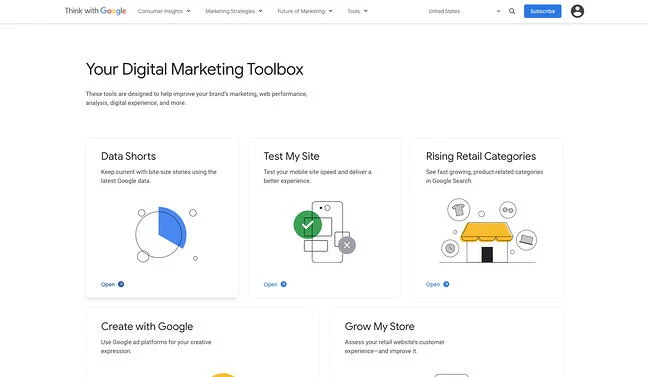 Think with Google
Consumer Insights
Marketing Strategies
Future of Marketing
Tools
United States
Subscribe
Your Digital Marketing Toolbox
These tools are designed to help improve your brand's marketing, web performance,
analysis, digital experience, and more.
Data Shorts
Keep current with bite-size stories using the
latest Google data.
Open
Test My Site
Test your mobile site speed and deliver a
better experience.
Open
Rising Retail Categories
See fast growing, product-related categories
in Google Search.
Open
Create with Google
Use Google ad platforms for your creative
expression.
Grow My Store
Assess your retail website's customer
experience—and improve it.